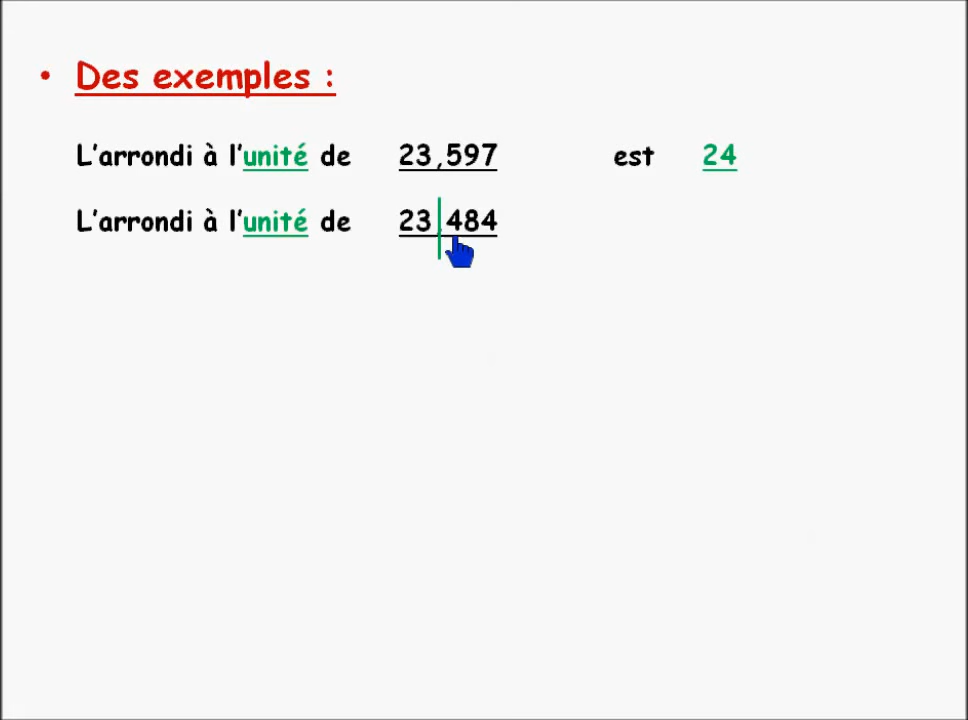 • Des exemples :
L'arrondi à l'unité de 23,597 est 24
L'arrondi à l'unité de 23,484